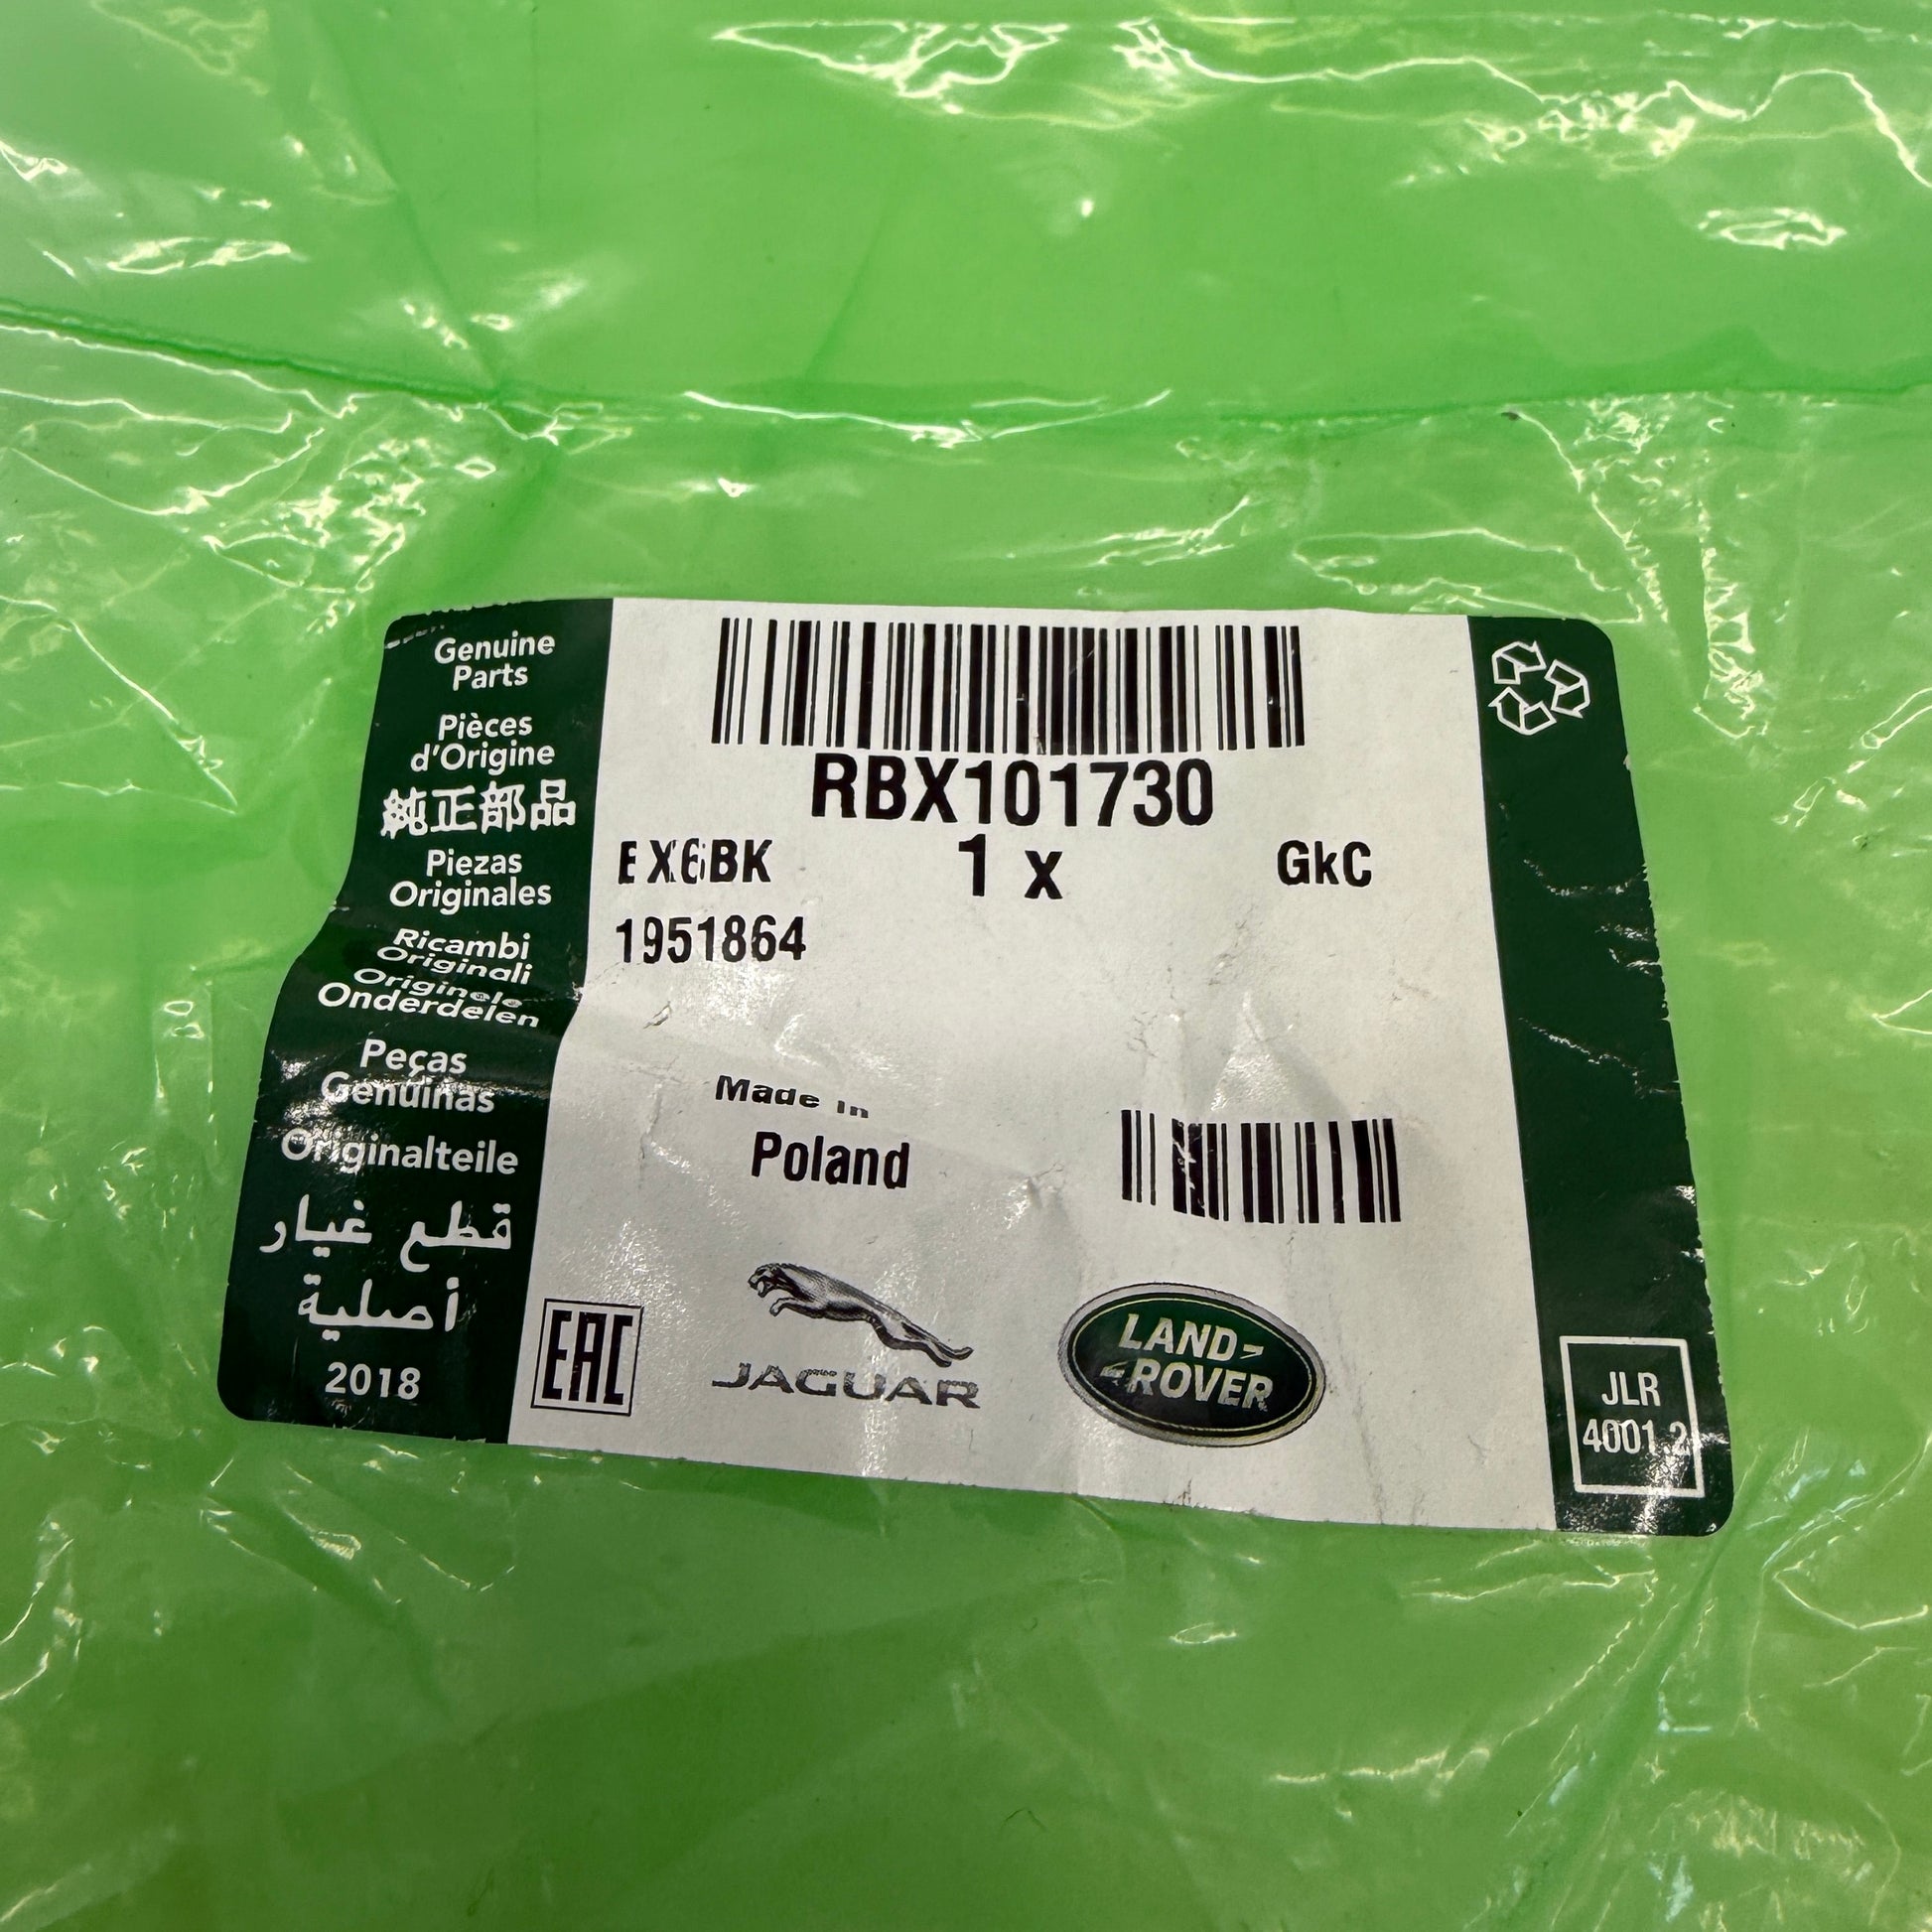 Genuine
Parts
Pièces
d'Origine
純正部品
Piezas
Originales
Ricambi
Originali
Originele
Onderdelen
Peças
Genuínas
Originalteile
قطع غيار
أصلية
2018
RBX101730
EX6BK 1 x GkC
1951864
Made in
Poland
EAC
JAGUAR
LAND-
-ROVER
JLR
4001.2